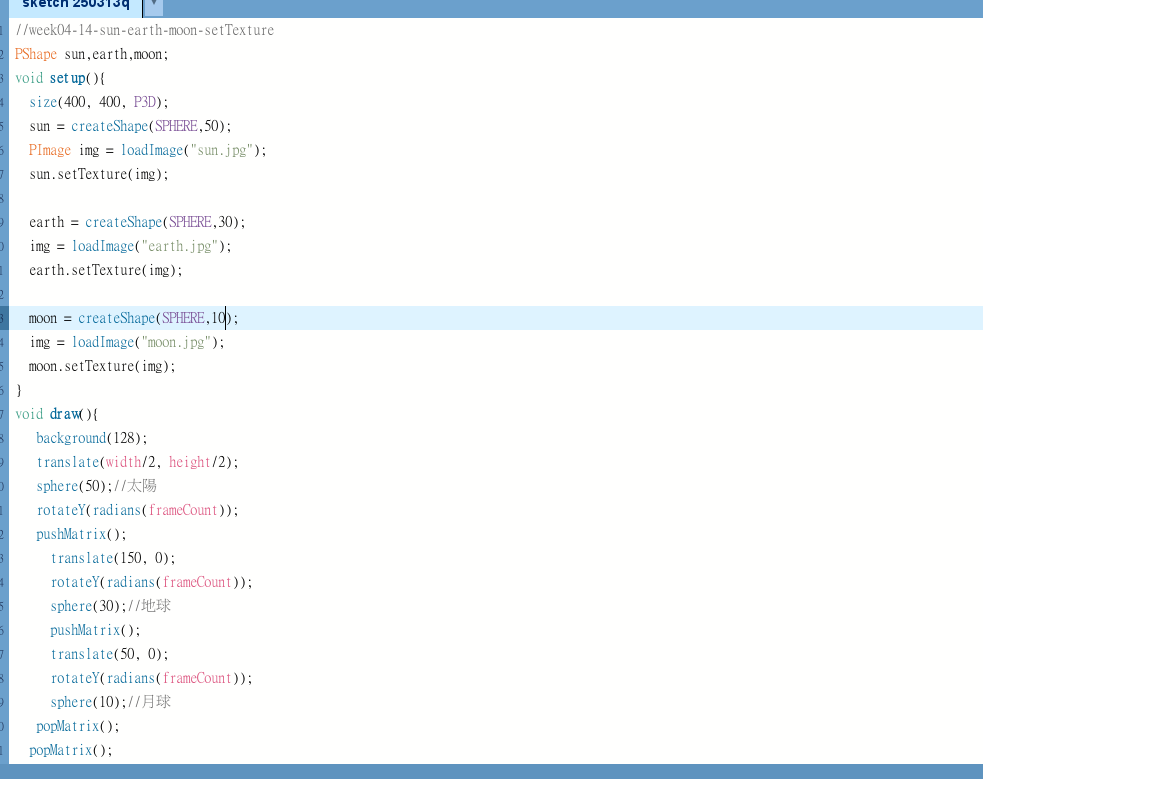 sketch 250313q
1 //week04-14-sun-earth-moon-setTexture
2 PShape sun,earth,moon;
3 void setup(){
4 size(400, 400, P3D);
5 sun = createShape(SPHERE,50);
6 PImage img = loadImage("sun.jpg");
7 sun.setTexture(img);
8
9 earth = createShape(SPHERE,30);
0 img = loadImage("earth.jpg");
1 earth.setTexture(img);
2
3 moon = createShape(SPHERE,10);
4 img = loadImage("moon.jpg");
5 moon.setTexture(img);
6 }
7 void draw(){
8 background(128);
9 translate(width/2, height/2);
0 sphere(50);//太陽
1 rotateY(radians(frameCount));
2 pushMatrix();
3 translate(150, 0);
4 rotateY(radians(frameCount));
5 sphere(30);//地球
6 pushMatrix();
7 translate(50, 0);
8 rotateY(radians(frameCount));
9 sphere(10);//月球
0 popMatrix();
1 popMatrix();